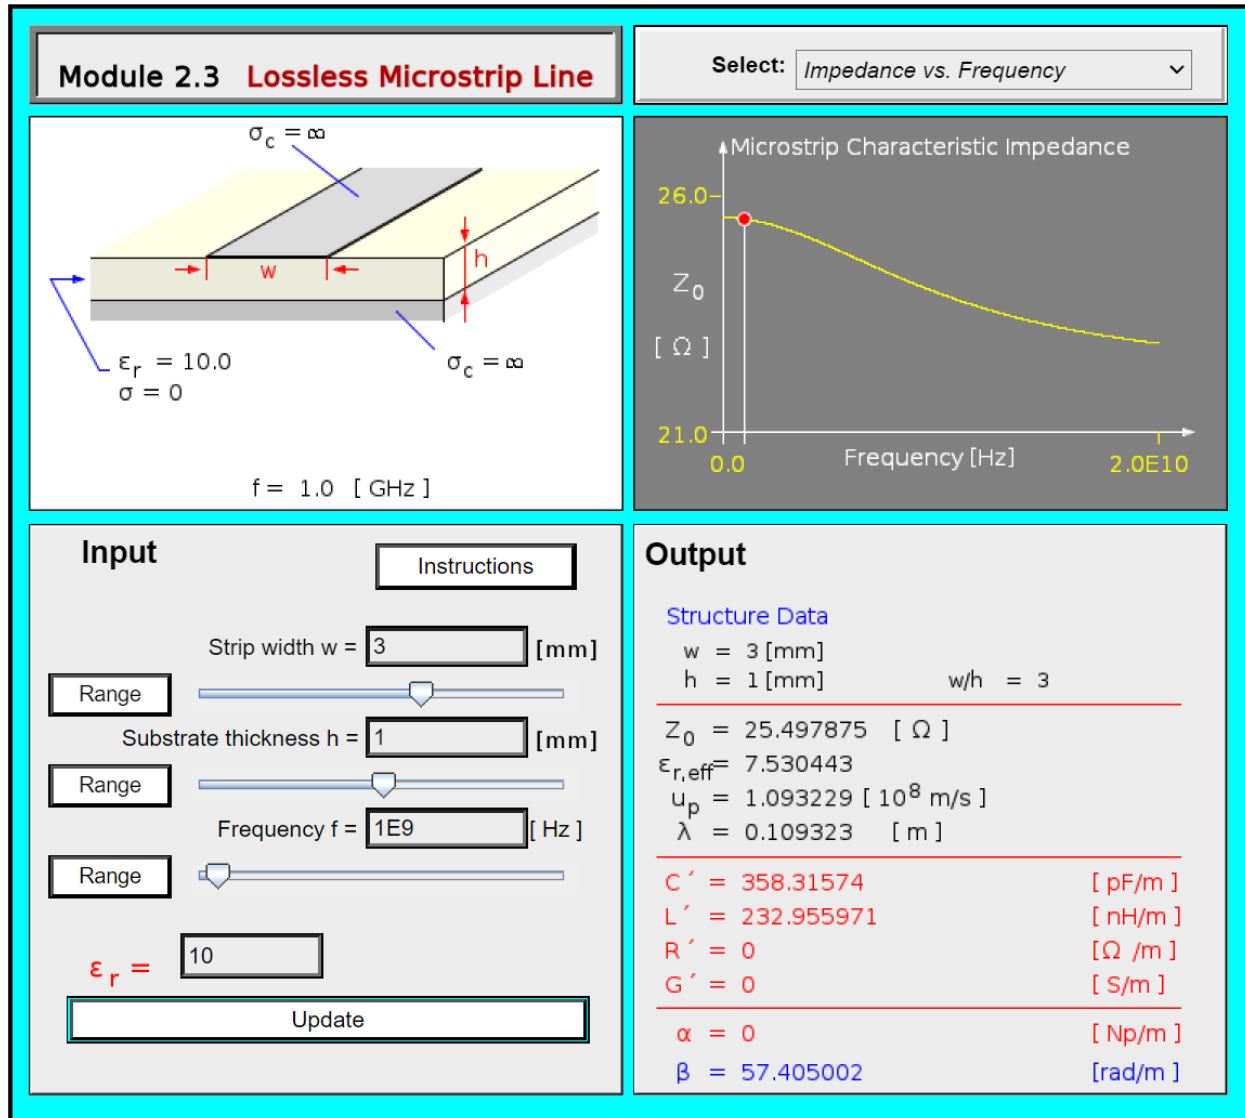 Module 2.3 Lossless Microstrip Line
Select: Impedance vs. Frequency
σc = ∞
w
h
εr = 10.0
σ = 0
σc = ∞
f = 1.0 [ GHz ]
Microstrip Characteristic Impedance
26.0
Z0
[ Ω ]
21.0
0.0
Frequency [Hz]
2.0E10
Input
Instructions
Strip width w = 3 [mm]
Range
Substrate thickness h = 1 [mm]
Range
Frequency f = 1E9 [ Hz ]
Range
εr = 10
Update
Output
Structure Data
w = 3 [mm]
h = 1 [mm] w/h = 3
Z0 = 25.497875 [ Ω ]
εr,eff= 7.530443
up = 1.093229 [ 10⁸ m/s ]
λ = 0.109323 [ m ]
C´ = 358.31574 [ pF/m ]
L´ = 232.955971 [ nH/m ]
R´ = 0 [Ω /m ]
G´ = 0 [ S/m ]
α = 0 [ Np/m ]
β = 57.405002 [rad/m ]